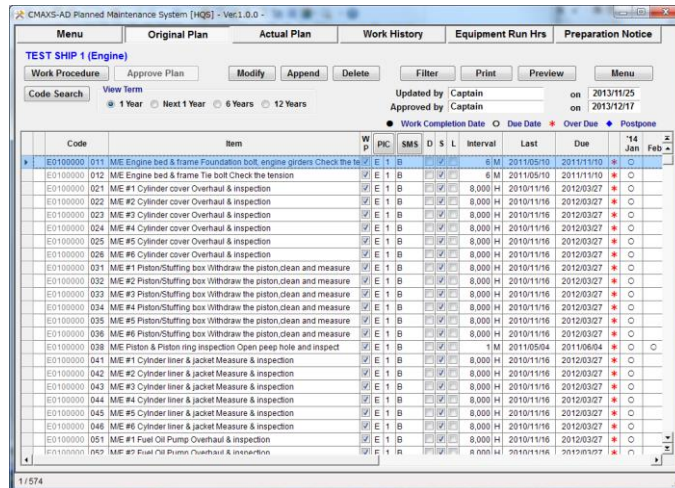 CMAXS-AD Planned Maintenance System [HQS] - Ver.1.0.0 -
Menu Original Plan Actual Plan Work History Equipment Run Hrs Preparation Notice
TEST SHIP 1 (Engine)
Work Procedure Approve Plan Modify Append Delete Filter Print Preview Menu
Code Search View Term Updated by Captain on 2013/11/25
1 Year Next 1 Year 6 Years 12 Years Approved by Captain on 2013/12/17
● Work Completion Date O Due Date * Over Due ◆ Postpone
Code Item WP PIC SMS D S L Interval Last Due '14 Jan Feb
E0100000 011 M/E Engine bed & frame Foundation bolt, engine girders Check the te E 1 B 6 M 2011/05/10 2011/11/10 * O
E0100000 012 M/E Engine bed & frame Tie bolt Check the tension E 1 B 6 M 2011/05/10 2011/11/10 * O
E0100000 021 M/E #1 Cylinder cover Overhaul & inspection E 1 B 8,000 H 2010/11/16 2012/03/27 * O
E0100000 022 M/E #2 Cylinder cover Overhaul & inspection E 1 B 8,000 H 2010/11/16 2012/03/27 * O
E0100000 023 M/E #3 Cylinder cover Overhaul & inspection E 1 B 8,000 H 2010/11/16 2012/03/27 * O
E0100000 024 M/E #4 Cylinder cover Overhaul & inspection E 1 B 8,000 H 2010/11/16 2012/03/27 * O
E0100000 025 M/E #5 Cylinder cover Overhaul & inspection E 1 B 8,000 H 2010/11/16 2012/03/27 * O
E0100000 026 M/E #6 Cylinder cover Overhaul & inspection E 1 B 8,000 H 2010/11/16 2012/03/27 * O
E0100000 031 M/E #1 Piston/Stuffing box Withdraw the piston,clean and measure E 1 B 8,000 H 2010/11/16 2012/03/27 * O
E0100000 032 M/E #2 Piston/Stuffing box Withdraw the piston,clean and measure E 1 B 8,000 H 2010/11/16 2012/03/27 * O
E0100000 033 M/E #3 Piston/Stuffing box Withdraw the piston,clean and measure E 1 B 8,000 H 2010/11/16 2012/03/27 * O
E0100000 034 M/E #4 Piston/Stuffing box Withdraw the piston,clean and measure E 1 B 8,000 H 2010/11/16 2012/03/27 * O
E0100000 035 M/E #5 Piston/Stuffing box Withdraw the piston,clean and measure E 1 B 8,000 H 2010/11/16 2012/03/27 * O
E0100000 036 M/E #6 Piston/Stuffing box Withdraw the piston,clean and measure E 1 B 8,000 H 2010/11/16 2012/03/27 * O
E0100000 038 M/E Piston & Piston ring inspection Open peep hole and inspect E 1 B 1 M 2011/05/04 2011/06/04 * O O
E0100000 041 M/E #1 Cylnder liner & jacket Measure & inspection E 1 B 8,000 H 2010/11/16 2012/03/27 * O
E0100000 042 M/E #2 Cylnder liner & jacket Measure & inspection E 1 B 8,000 H 2010/11/16 2012/03/27 * O
E0100000 043 M/E #3 Cylnder liner & jacket Measure & inspection E 1 B 8,000 H 2010/11/16 2012/03/27 * O
E0100000 044 M/E #4 Cylnder liner & jacket Measure & inspection E 1 B 8,000 H 2010/11/16 2012/03/27 * O
E0100000 045 M/E #5 Cylnder liner & jacket Measure & inspection E 1 B 8,000 H 2010/11/16 2012/03/27 * O
E0100000 046 M/E #6 Cylnder liner & jacket Measure & inspection E 1 B 8,000 H 2010/11/16 2012/03/27 * O
E0100000 051 M/E #1 Fuel Oil Pump Overhaul & inspection E 1 B 8,000 H 2010/11/16 2012/03/27 * O
E0100000 052 M/E #2 Fuel Oil Pump Overhaul & inspection E 1 B 8,000 H 2010/11/16 2012/03/27 * O
1 / 574